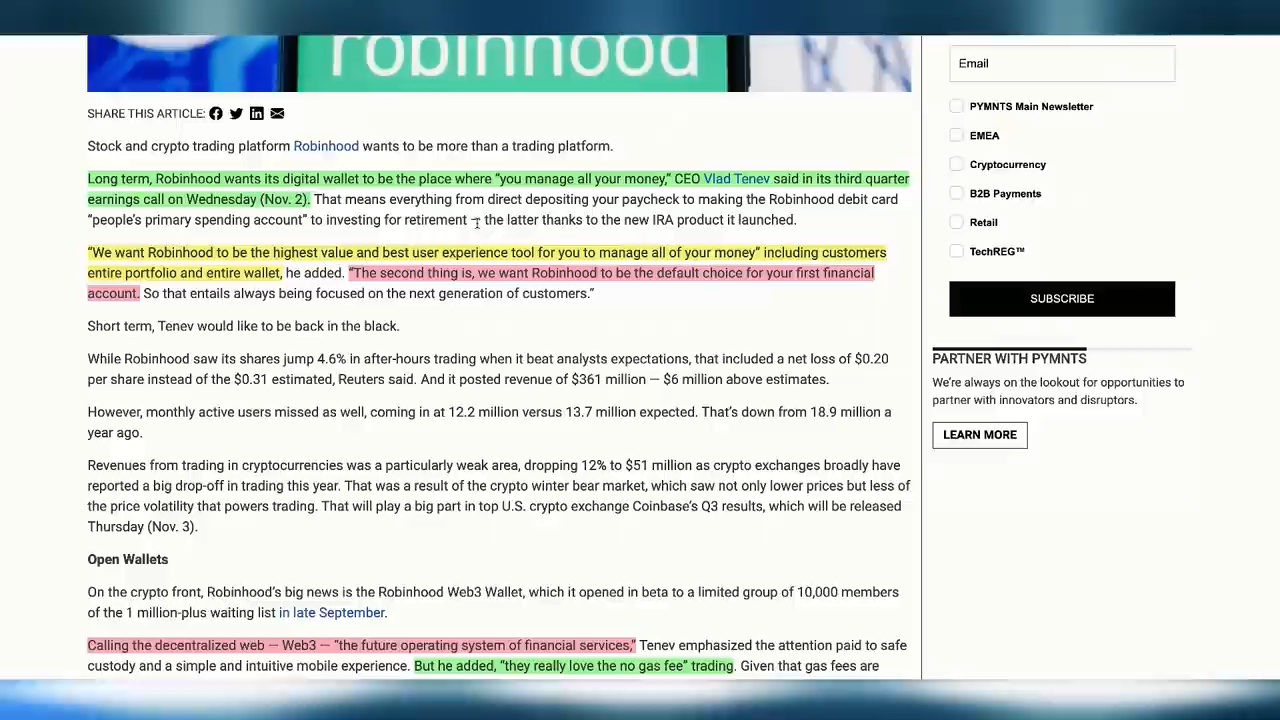 robinhood
SHARE THIS ARTICLE:
Stock and crypto trading platform Robinhood wants to be more than a trading platform.
Long term, Robinhood wants its digital wallet to be the place where “you manage all your money,” CEO Vlad Tenev said in its third quarter
earnings call on Wednesday (Nov. 2). That means everything from direct depositing your paycheck to making the Robinhood debit card
“people’s primary spending account” to investing for retirement — the latter thanks to the new IRA product it launched.
“We want Robinhood to be the highest value and best user experience tool for you to manage all of your money” including customers
entire portfolio and entire wallet, he added. “The second thing is, we want Robinhood to be the default choice for your first financial
account. So that entails always being focused on the next generation of customers.”
Short term, Tenev would like to be back in the black.
While Robinhood saw its shares jump 4.6% in after-hours trading when it beat analysts expectations, that included a net loss of $0.20
per share instead of the $0.31 estimated, Reuters said. And it posted revenue of $361 million — $6 million above estimates.
However, monthly active users missed as well, coming in at 12.2 million versus 13.7 million expected. That’s down from 18.9 million a
year ago.
Revenues from trading in cryptocurrencies was a particularly weak area, dropping 12% to $51 million as crypto exchanges broadly have
reported a big drop-off in trading this year. That was a result of the crypto winter bear market, which saw not only lower prices but less of
the price volatility that powers trading. That will play a big part in top U.S. crypto exchange Coinbase’s Q3 results, which will be released
Thursday (Nov. 3).
Open Wallets
On the crypto front, Robinhood’s big news is the Robinhood Web3 Wallet, which it opened in beta to a limited group of 10,000 members
of the 1 million-plus waiting list in late September.
Calling the decentralized web — Web3 — “the future operating system of financial services,” Tenev emphasized the attention paid to safe
custody and a simple and intuitive mobile experience. But he added, “they really love the no gas fee” trading. Given that gas fees are
Email
PYMNTS Main Newsletter
EMEA
Cryptocurrency
B2B Payments
Retail
TechREG™
SUBSCRIBE
PARTNER WITH PYMNTS
We’re always on the lookout for opportunities to
partner with innovators and disruptors.
LEARN MORE